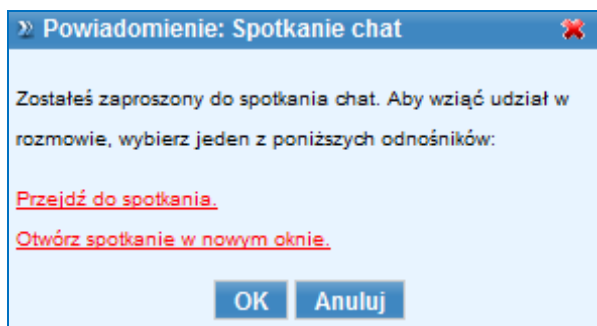 » Powiadomienie: Spotkanie chat
Zostałeś zaproszony do spotkania chat. Aby wziąć udział w
rozmowie, wybierz jeden z poniższych odnośników:
Przejdź do spotkania.
Otwórz spotkanie w nowym oknie.
OK Anuluj